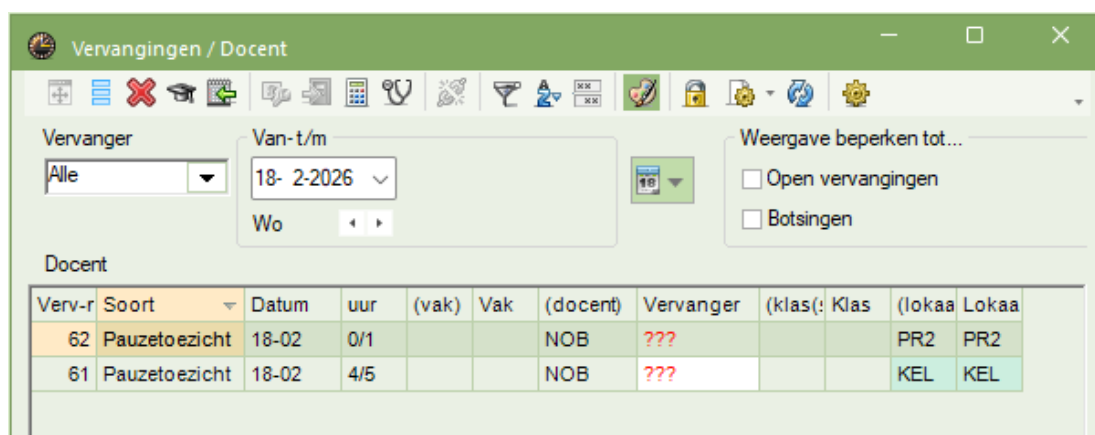 Vervangingen / Docent
Vervanger
Van- t/m
Weergave beperken tot...
Alle
18- 2-2026
18
Open vervangingen
Wo
Botsingen
Docent
Verv-r Soort Datum uur (vak) Vak (docent) Vervanger (klas(: Klas (lokaa Lokaa
62 Pauzetoezicht 18-02 0/1 NOB ??? PR2 PR2
61 Pauzetoezicht 18-02 4/5 NOB ??? KEL KEL